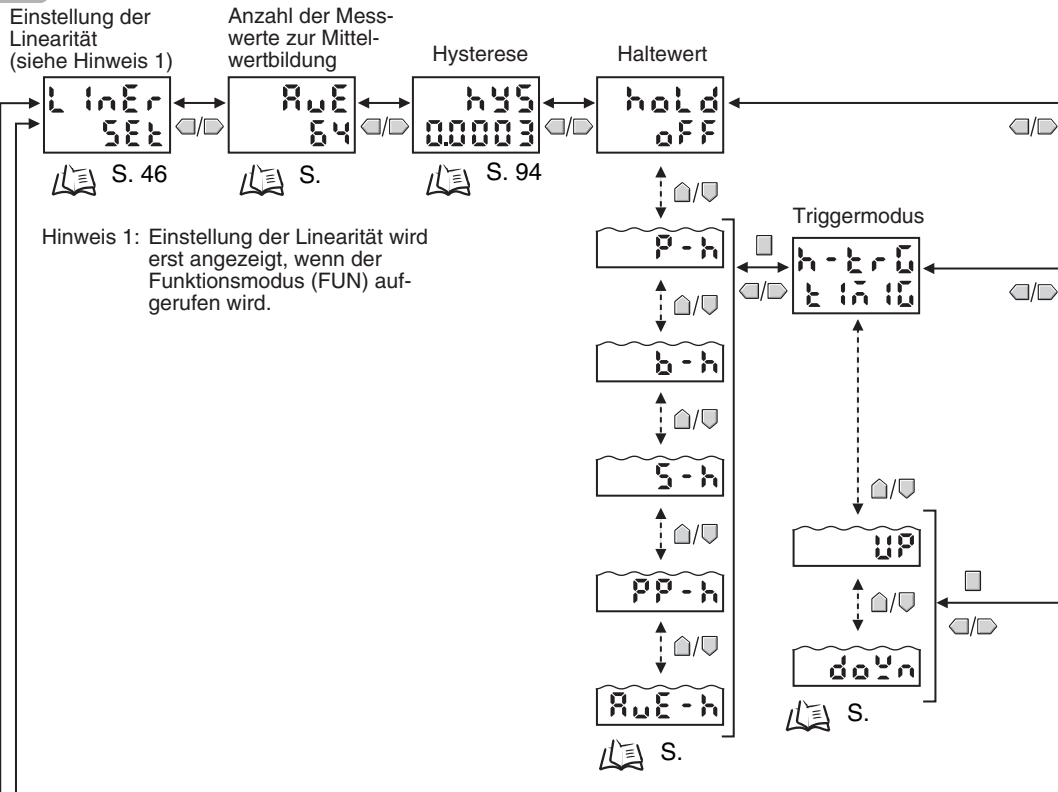 Einstellung der
Linearität
(siehe Hinweis 1)
Anzahl der Mess-
werte zur Mittel-
wertbildung
Hysterese
Haltewert
LInEr
SEt
AvE
64
hYS
0.0003
hoLd
oFF
S. 46
S.
S. 94
Hinweis 1: Einstellung der Linearität wird
erst angezeigt, wenn der
Funktionsmodus (FUN) auf-
gerufen wird.
P-h
b-h
S-h
PP-h
AvE-h
S.
Triggermodus
h-trG
tImIG
UP
doWn
S.